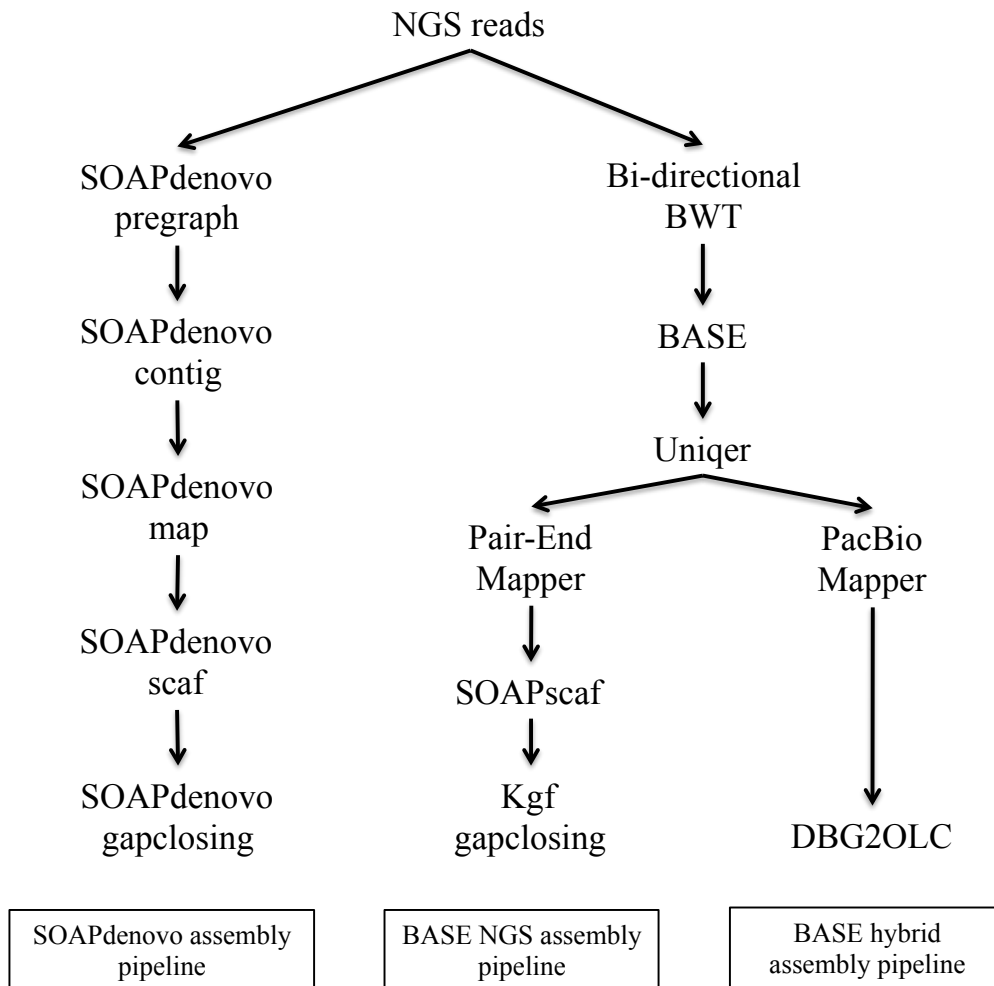 NGS reads
SOAPdenovo
pregraph
Bi-directional
BWT
SOAPdenovo
contig
BASE
Uniqer
SOAPdenovo
map
Pair-End
Mapper
PacBio
Mapper
SOAPdenovo
scaf
SOAPscaf
SOAPdenovo
gapclosing
Kgf
gapclosing
DBG2OLC
SOAPdenovo assembly
pipeline
BASE NGS assembly
pipeline
BASE hybrid
assembly pipeline